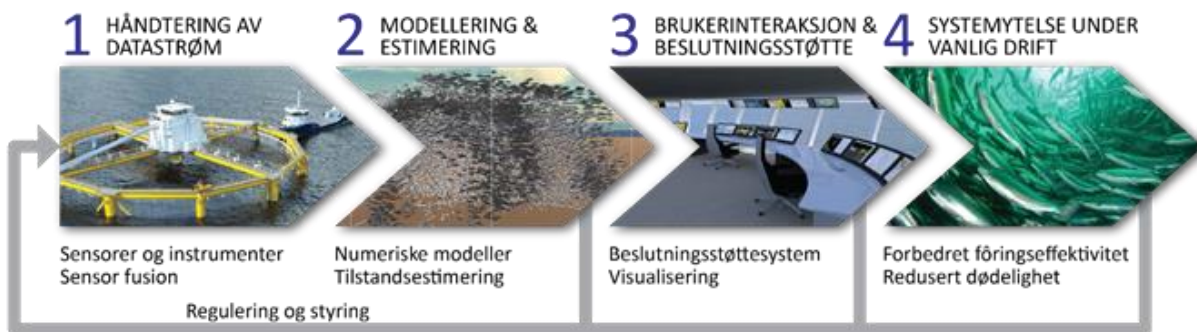 1 HÅNDTERING AV
DATASTRØM
Sensorer og instrumenter
Sensor fusion
2 MODELLERING &
ESTIMERING
Numeriske modeller
Tilstandsestimering
3 BRUKERINTERAKSJON &
BESLUTNINGSSTØTTE
Beslutningsstøttesystem
Visualisering
4 SYSTEMYTELSE UNDER
VANLIG DRIFT
Forbedret fôringseffektivitet
Redusert dødelighet
Regulering og styring